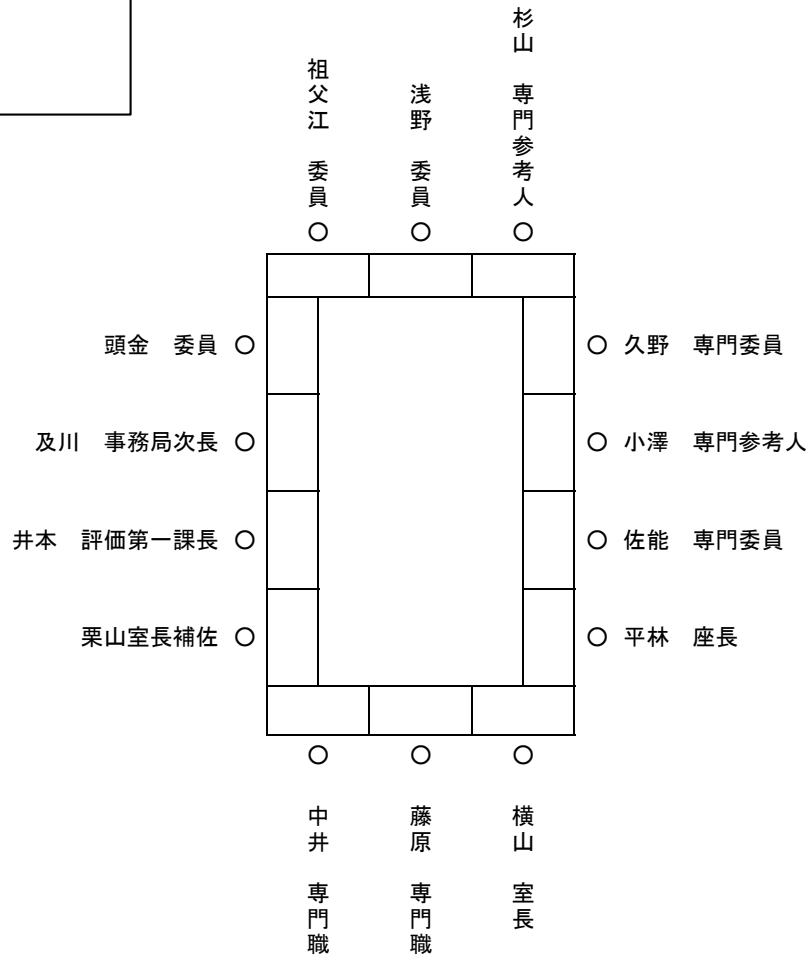 祖父江　委員
浅野　委員
杉山　専門参考人
頭金　委員
久野　専門委員
及川　事務局次長
小澤　専門参考人
井本　評価第一課長
佐能　専門委員
栗山室長補佐
平林　座長
中井　専門職
藤原　専門職
横山　室長